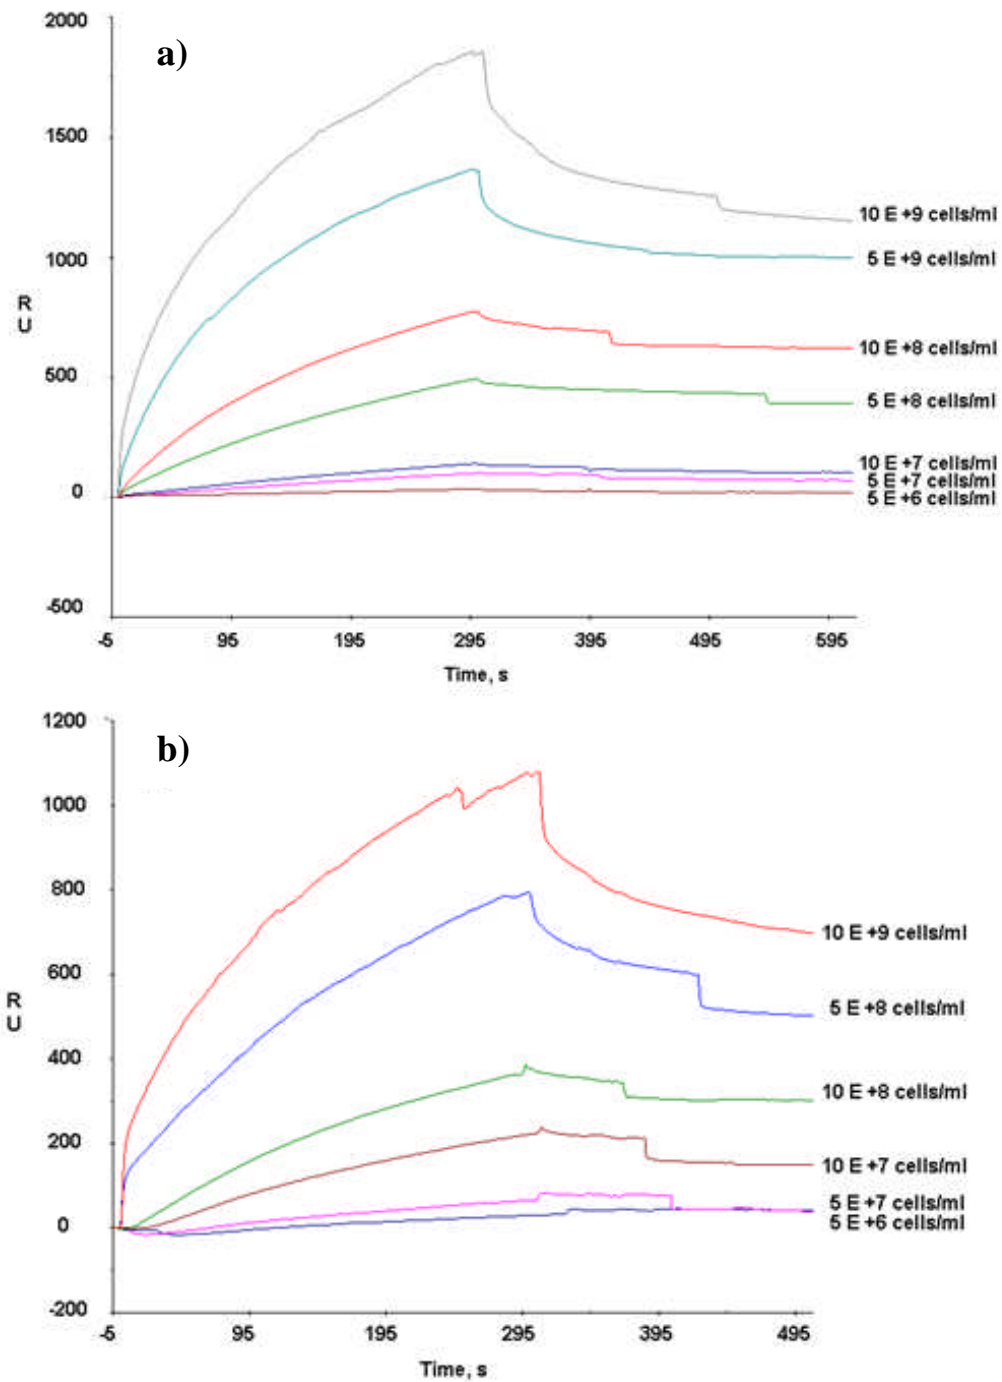 a)
2000
1500
1000
500
0
-500
R
U
-5 95 195 295 395 495 595
Time, s
10 E +9 cells/ml
5 E +9 cells/ml
10 E +8 cells/ml
5 E +8 cells/ml
10 E +7 cells/ml
5 E +7 cells/ml
5 E +6 cells/ml
b)
1200
1000
800
600
400
200
0
-200
R
U
-5 95 195 295 395 495
Time, s
10 E +9 cells/ml
5 E +8 cells/ml
10 E +8 cells/ml
10 E +7 cells/ml
5 E +7 cells/ml
5 E +6 cells/ml